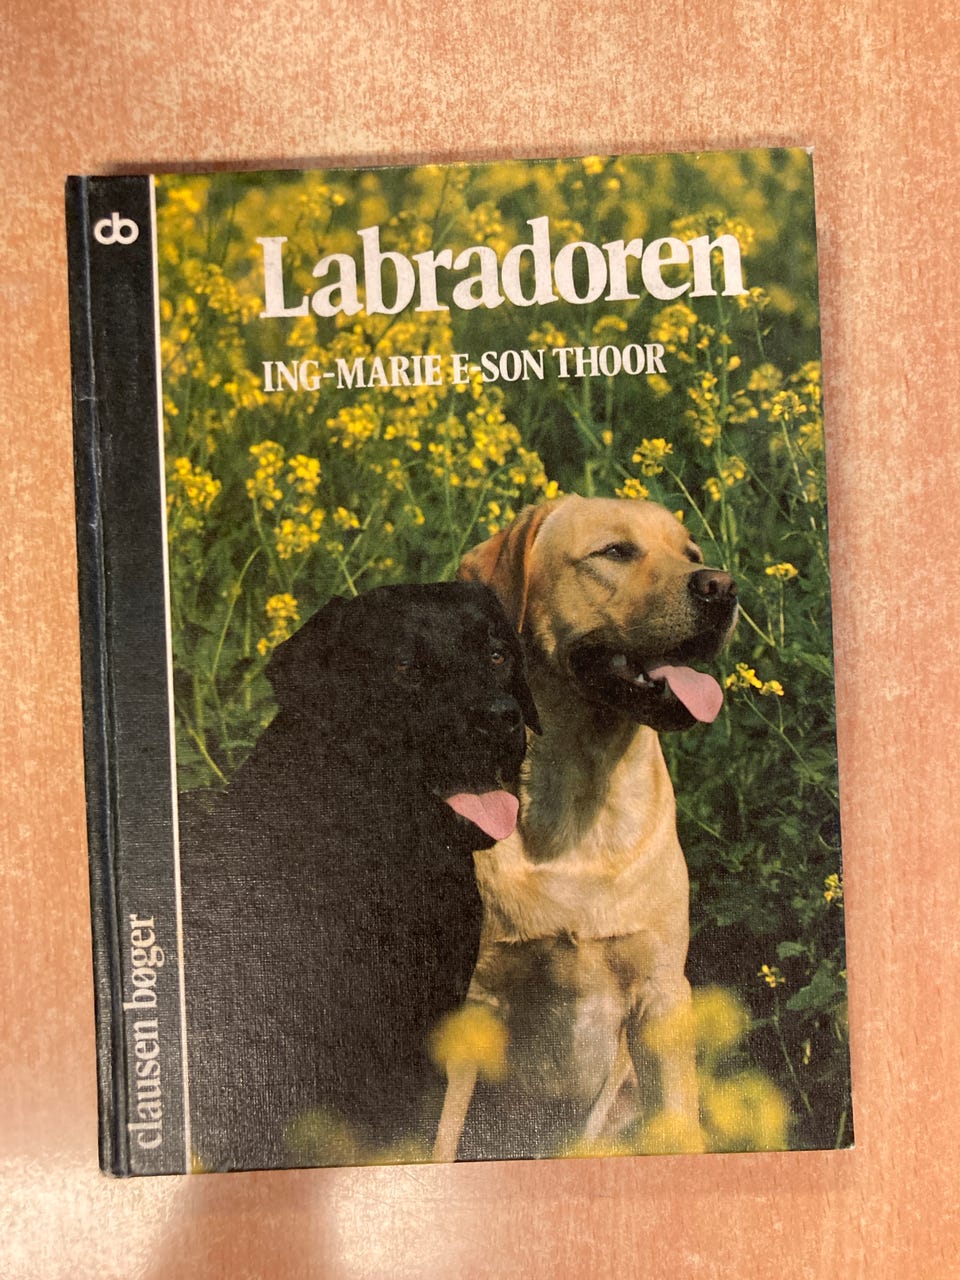 cb
Labradoren
ING-MARIE E-SON THOOR
clausen bøger